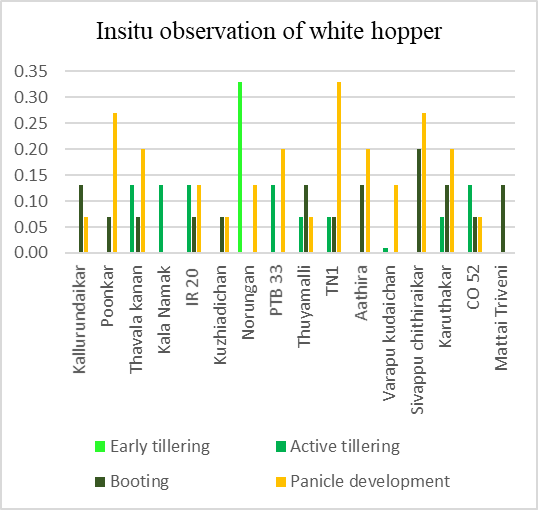 Insitu observation of white hopper
0.35
0.30
0.25
0.20
0.15
0.10
0.05
0.00
Kallurundaikar
Poonkar
Thavala kanan
Kala Namak
IR 20
Kuzhiadichan
Norungan
PTB 33
Thuyamalli
TN1
Aathira
Varapu kudaichan
Sivappu chithiraikar
Karuthakar
CO 52
Mattai Triveni
Early tillering
Active tillering
Booting
Panicle development